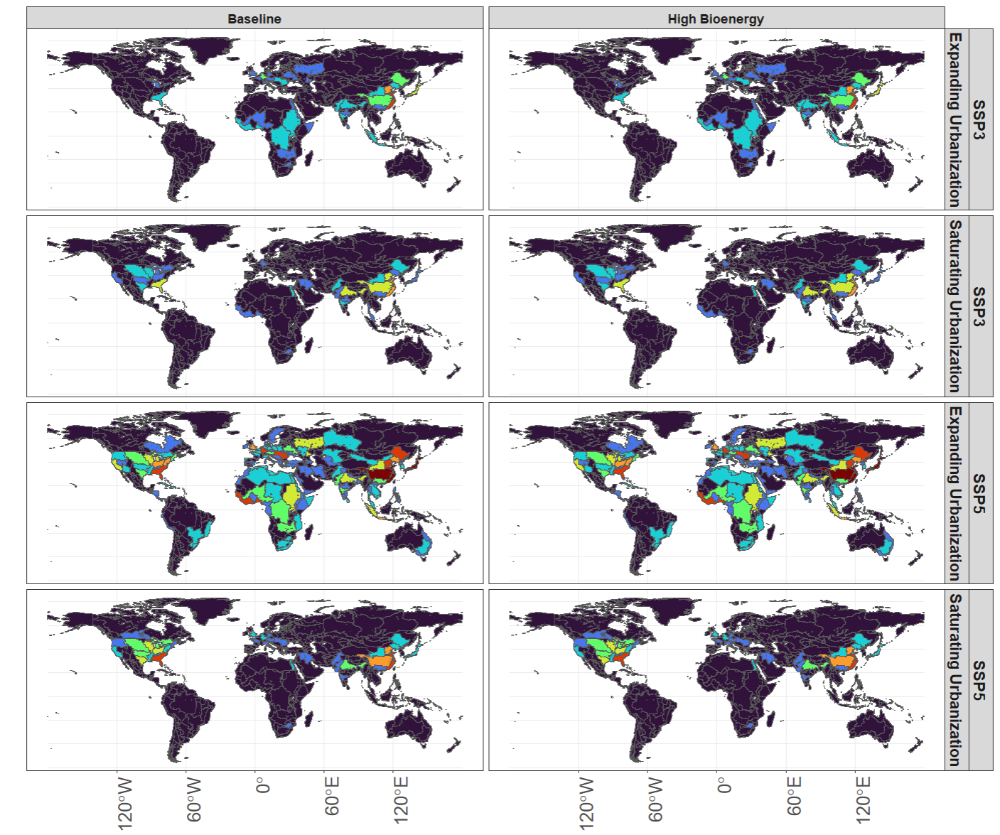 Baseline
High Bioenergy
Expanding Urbanization
SSP3
Saturating Urbanization
SSP3
Expanding Urbanization
SSP5
Saturating Urbanization
SSP5
120°W
60°W
0°
60°E
120°E
120°W
60°W
0°
60°E
120°E